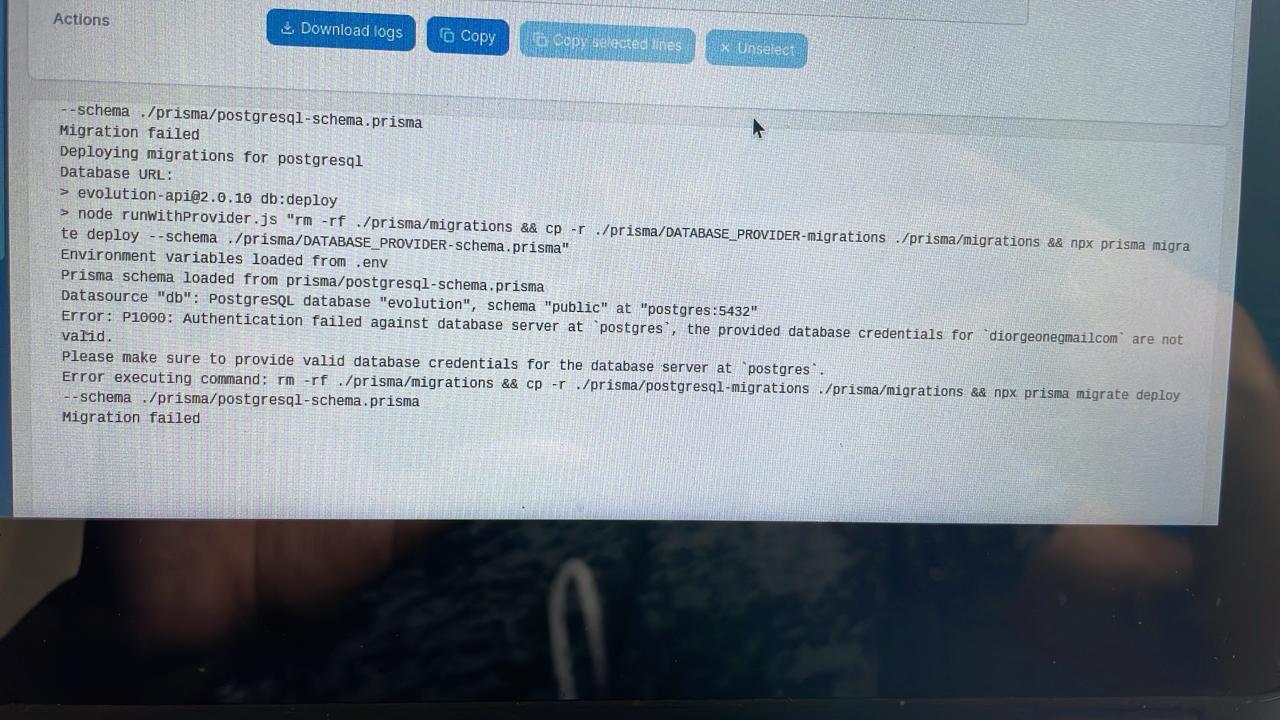 Actions
Download logs
Copy
Copy selected lines
Unselect
--schema ./prisma/postgresql-schema.prisma
Migration failed
Deploying migrations for postgresql
Database URL:
> evolution-api@2.0.10 db:deploy
> node runWithProvider.js "rm -rf ./prisma/migrations && cp -r ./prisma/DATABASE_PROVIDER-migrations ./prisma/migrations && npx prisma migra
te deploy --schema ./prisma/DATABASE_PROVIDER-schema.prisma"
Environment variables loaded from .env
Prisma schema loaded from prisma/postgresql-schema.prisma
Datasource "db": PostgreSQL database "evolution", schema "public" at "postgres:5432"
Error: P1000: Authentication failed against database server at `postgres`, the provided database credentials for `diorgeonegmailcom` are not
valid.
Please make sure to provide valid database credentials for the database server at `postgres`.
Error executing command: rm -rf ./prisma/migrations && cp -r ./prisma/postgresql-migrations ./prisma/migrations && npx prisma migrate deploy
--schema ./prisma/postgresql-schema.prisma
Migration failed